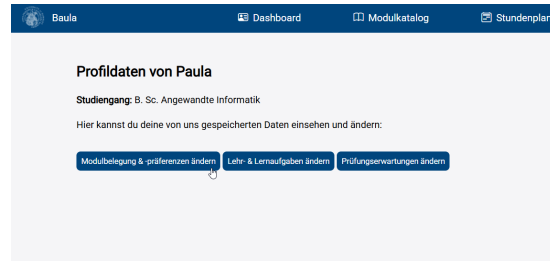 Baula Dashboard Modulkatalog Stundenplan
Profildaten von Paula
Studiengang: B. Sc. Angewandte Informatik
Hier kannst du deine von uns gespeicherten Daten einsehen und ändern:
Modulbelegung & -präferenzen ändern Lehr- & Lernaufgaben ändern Prüfungserwartungen ändern